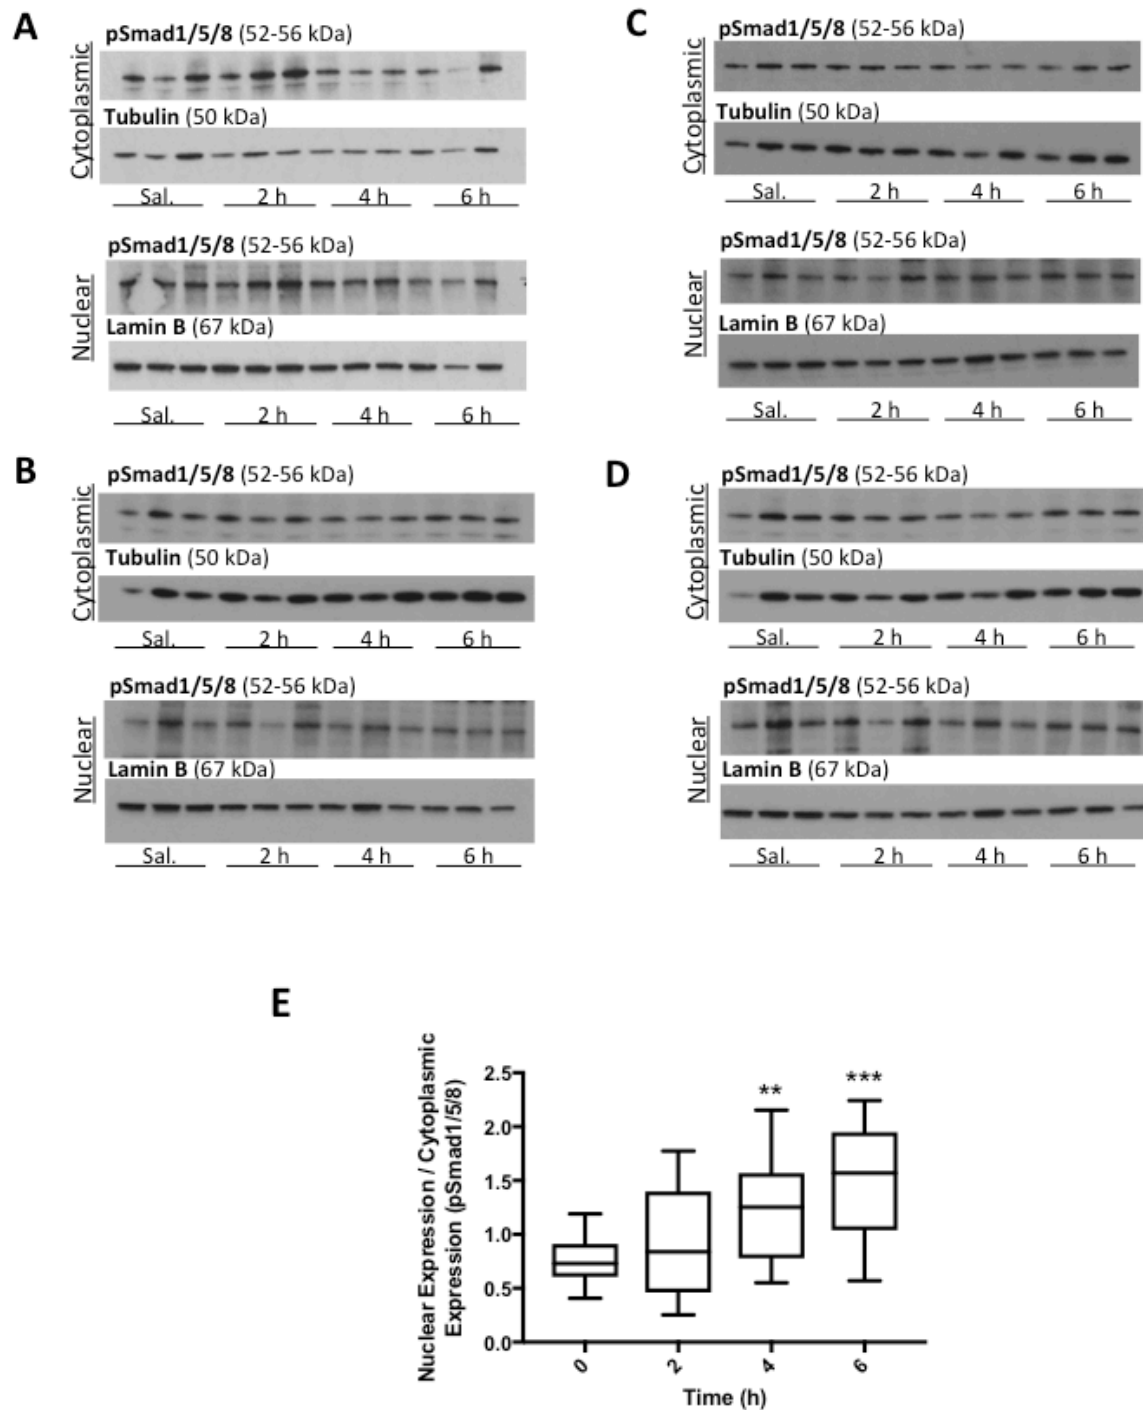 A
pSmad1/5/8 (52-56 kDa)
Cytoplasmic
Tubulin (50 kDa)
Sal. 2 h 4 h 6 h
pSmad1/5/8 (52-56 kDa)
Nuclear
Lamin B (67 kDa)
Sal. 2 h 4 h 6 h
B
pSmad1/5/8 (52-56 kDa)
Cytoplasmic
Tubulin (50 kDa)
Sal. 2 h 4 h 6 h
pSmad1/5/8 (52-56 kDa)
Nuclear
Lamin B (67 kDa)
Sal. 2 h 4 h 6 h
C
pSmad1/5/8 (52-56 kDa)
Cytoplasmic
Tubulin (50 kDa)
Sal. 2 h 4 h 6 h
pSmad1/5/8 (52-56 kDa)
Nuclear
Lamin B (67 kDa)
Sal. 2 h 4 h 6 h
D
pSmad1/5/8 (52-56 kDa)
Cytoplasmic
Tubulin (50 kDa)
Sal. 2 h 4 h 6 h
pSmad1/5/8 (52-56 kDa)
Nuclear
Lamin B (67 kDa)
Sal. 2 h 4 h 6 h
E
Nuclear Expression / Cytoplasmic
Expression (pSmad1/5/8)
2.5
2.0
1.5
1.0
0.5
0.0
** ***
0 2 4 6
Time (h)